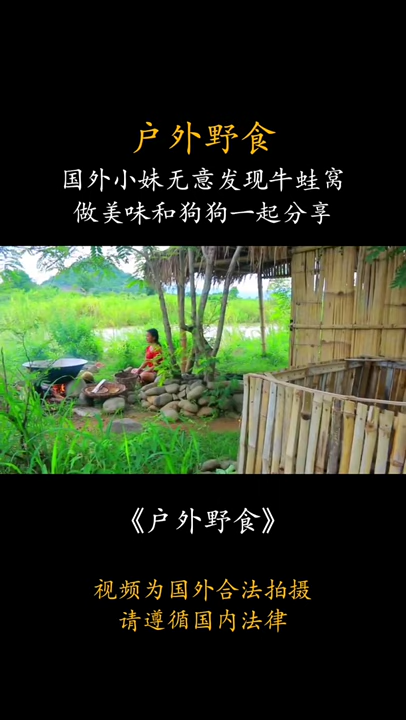 户外野食
国外小妹无意发现牛蛙窝
做美味和狗狗一起分享
《户外野食》
视频为国外合法拍摄
请遵循国内法律